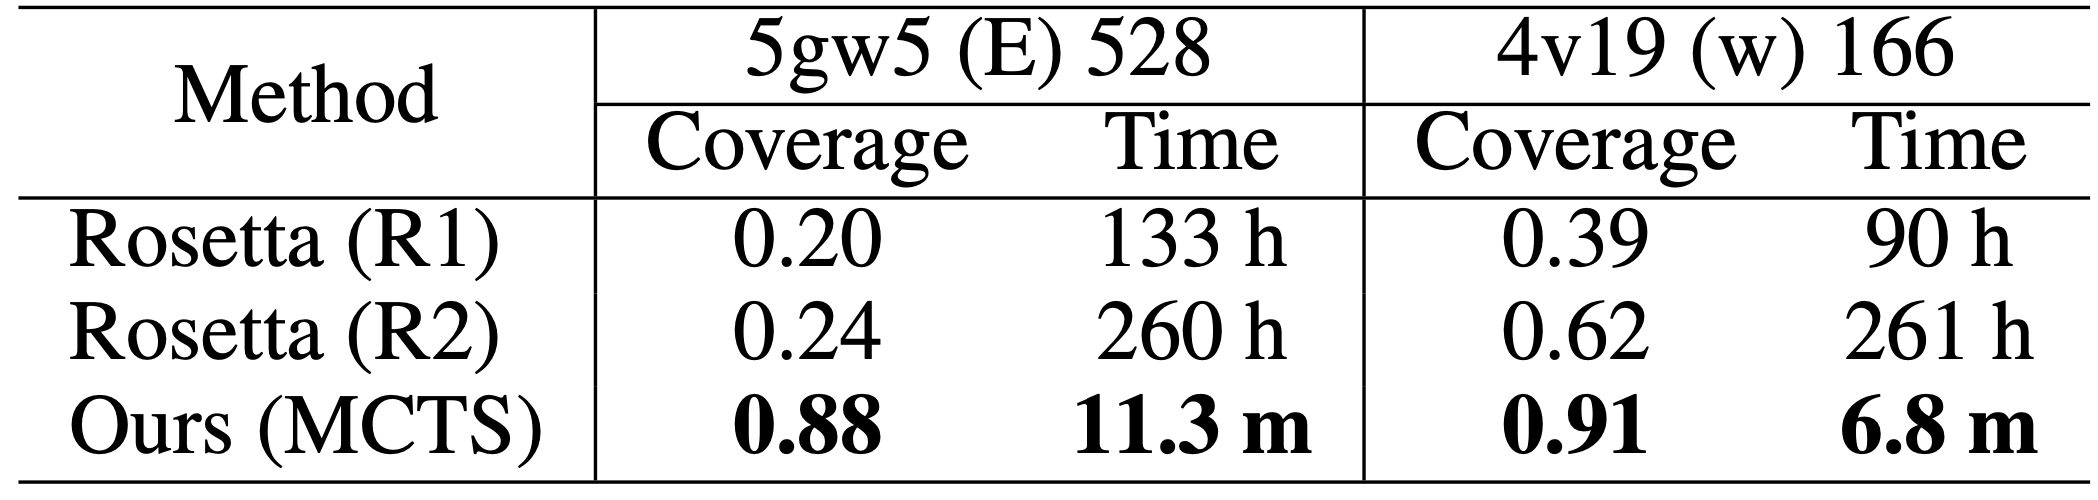 Method 5gw5 (E) 528 4v19 (w) 166
Coverage Time Coverage Time
Rosetta (R1) 0.20 133 h 0.39 90 h
Rosetta (R2) 0.24 260 h 0.62 261 h
Ours (MCTS) 0.88 11.3 m 0.91 6.8 m